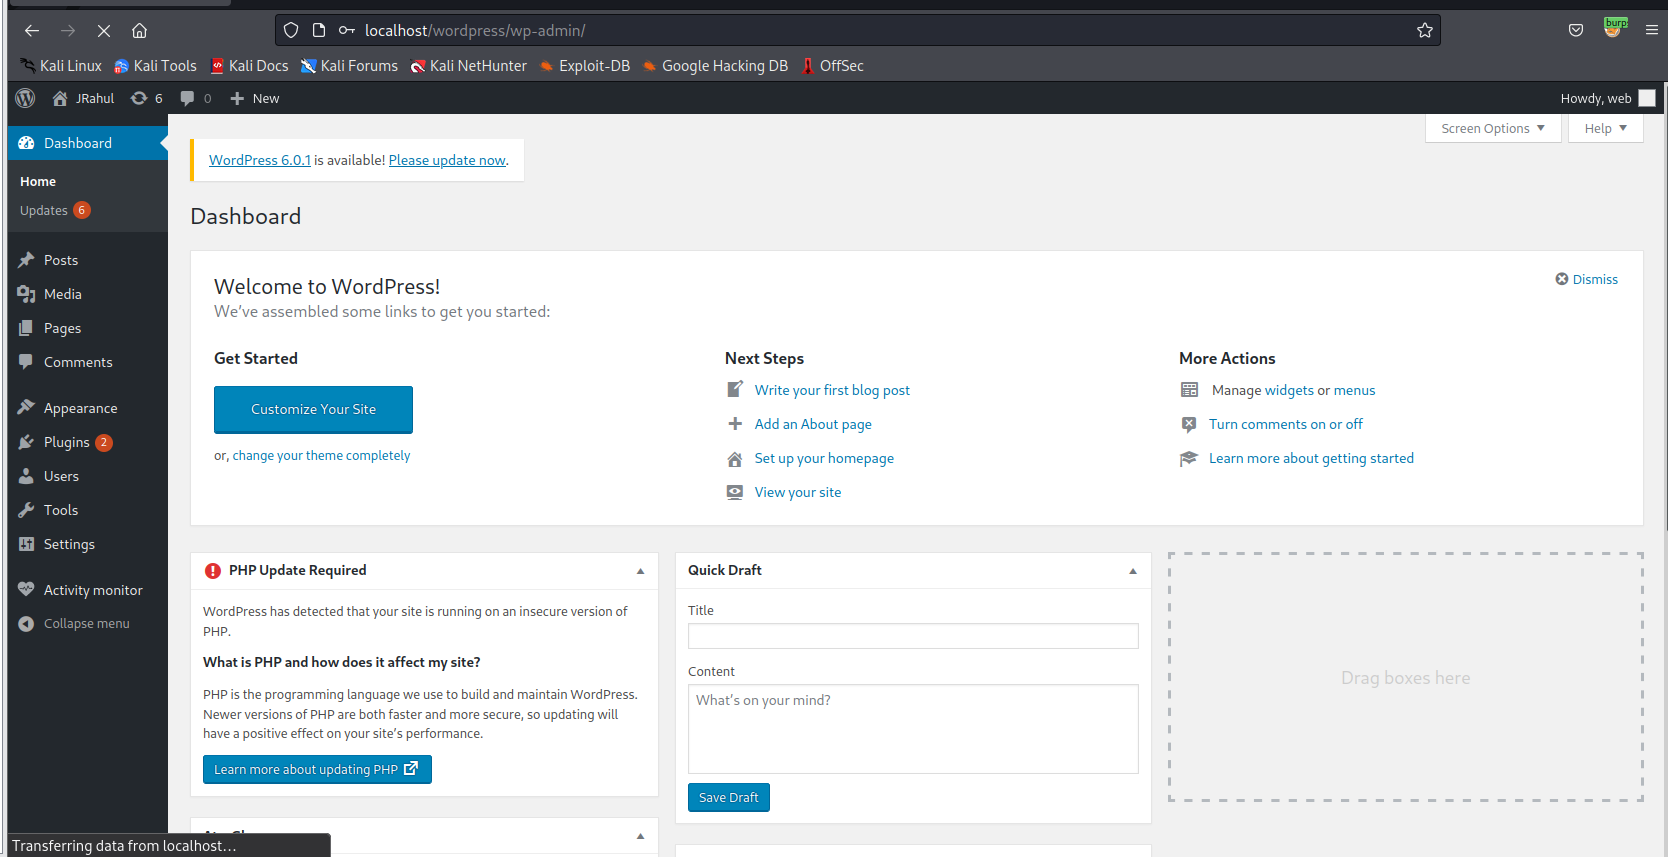 localhost/wordpress/wp-admin/
burp
Kali Linux Kali Tools Kali Docs Kali Forums Kali NetHunter Exploit-DB Google Hacking DB OffSec
JRahul 6 0 New Howdy, web
Screen Options Help
Dashboard
Home
Updates 6
Posts
Media
Pages
Comments
Appearance
Plugins 2
Users
Tools
Settings
Activity monitor
Collapse menu
WordPress 6.0.1 is available! Please update now.
Dashboard
Welcome to WordPress!
Dismiss
We've assembled some links to get you started:
Get Started
Customize Your Site
or, change your theme completely
Next Steps
Write your first blog post
Add an About page
Set up your homepage
View your site
More Actions
Manage widgets or menus
Turn comments on or off
Learn more about getting started
PHP Update Required
WordPress has detected that your site is running on an insecure version of
PHP.
What is PHP and how does it affect my site?
PHP is the programming language we use to build and maintain WordPress.
Newer versions of PHP are both faster and more secure, so updating will
have a positive effect on your site's performance.
Learn more about updating PHP
Quick Draft
Title
Content
What's on your mind?
Save Draft
Drag boxes here
Transferring data from localhost…